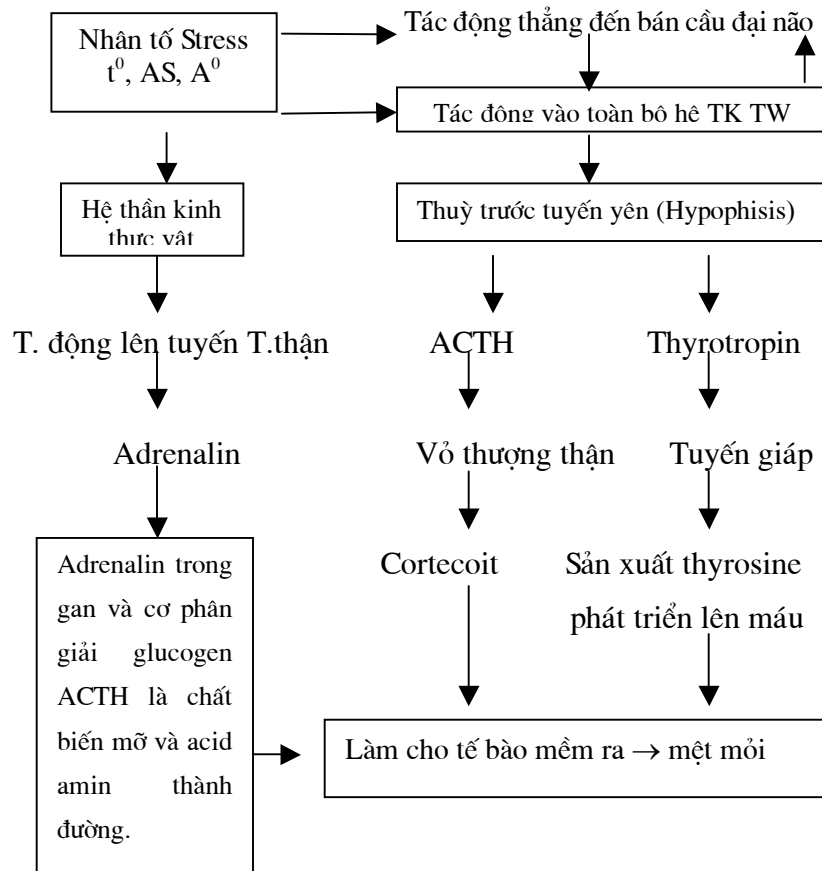 Nhân tố Stress
t⁰, AS, A⁰
Tác động thẳng đến bán cầu đại não
Tác động vào toàn bộ hệ TK TW
Hệ thần kinh
thực vật
Thuỳ trước tuyến yên (Hypophisis)
T. động lên tuyến T.thận
ACTH
Thyrotropin
Adrenalin
Vỏ thượng thận
Tuyến giáp
Adrenalin trong
gan và cơ phân
giải glucogen
ACTH là chất
biến mỡ và acid
amin thành
đường.
Cortecoit
Sản xuất thyrosine
phát triển lên máu
Làm cho tế bào mềm ra → mệt mỏi